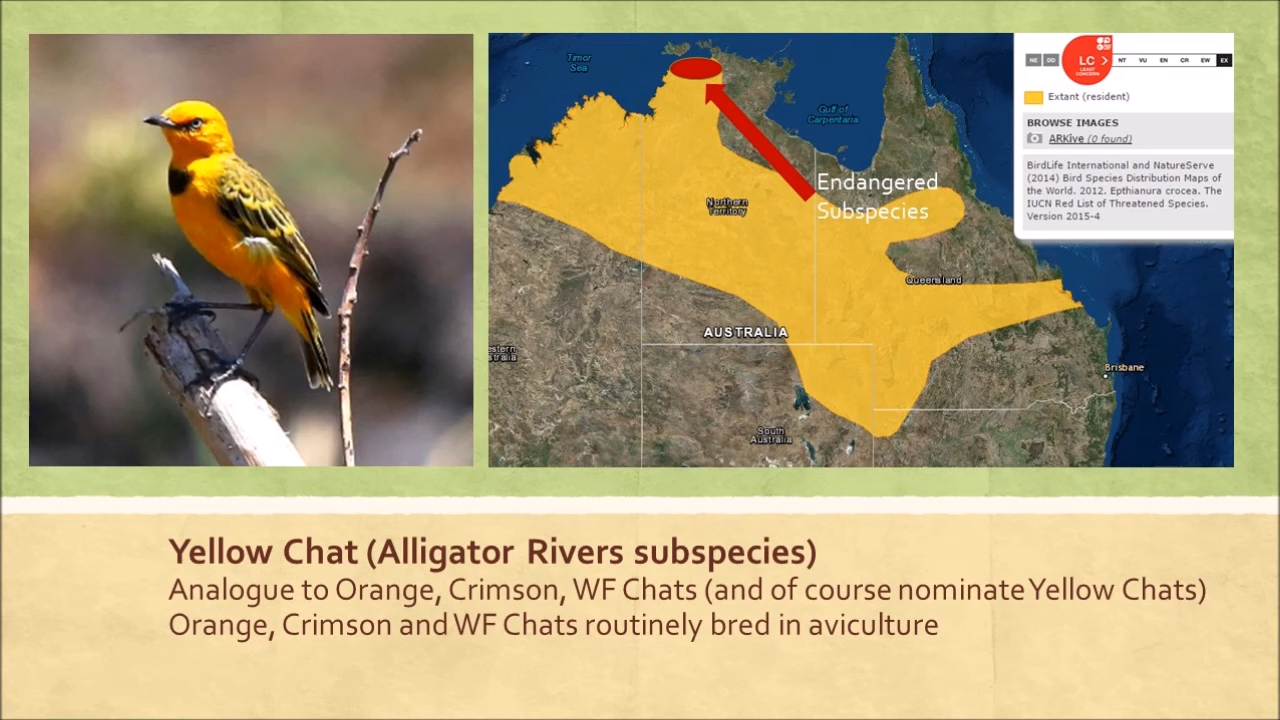 Timor
Sea
Gulf of
Carpentaria
Endangered
Subspecies
Northern
Territory
Queensland
AUSTRALIA
estern
stralia
Brisbane
South
Australia
NE DD LC LEAST CONCERN NT VU EN CR EW EX
Extant (resident)
BROWSE IMAGES
ARKive (0 found)
BirdLife International and NatureServe
(2014) Bird Species Distribution Maps of
the World. 2012. Epthianura crocea. The
IUCN Red List of Threatened Species.
Version 2015-4
Yellow Chat (Alligator Rivers subspecies)
Analogue to Orange, Crimson, WF Chats (and of course nominate Yellow Chats)
Orange, Crimson and WF Chats routinely bred in aviculture